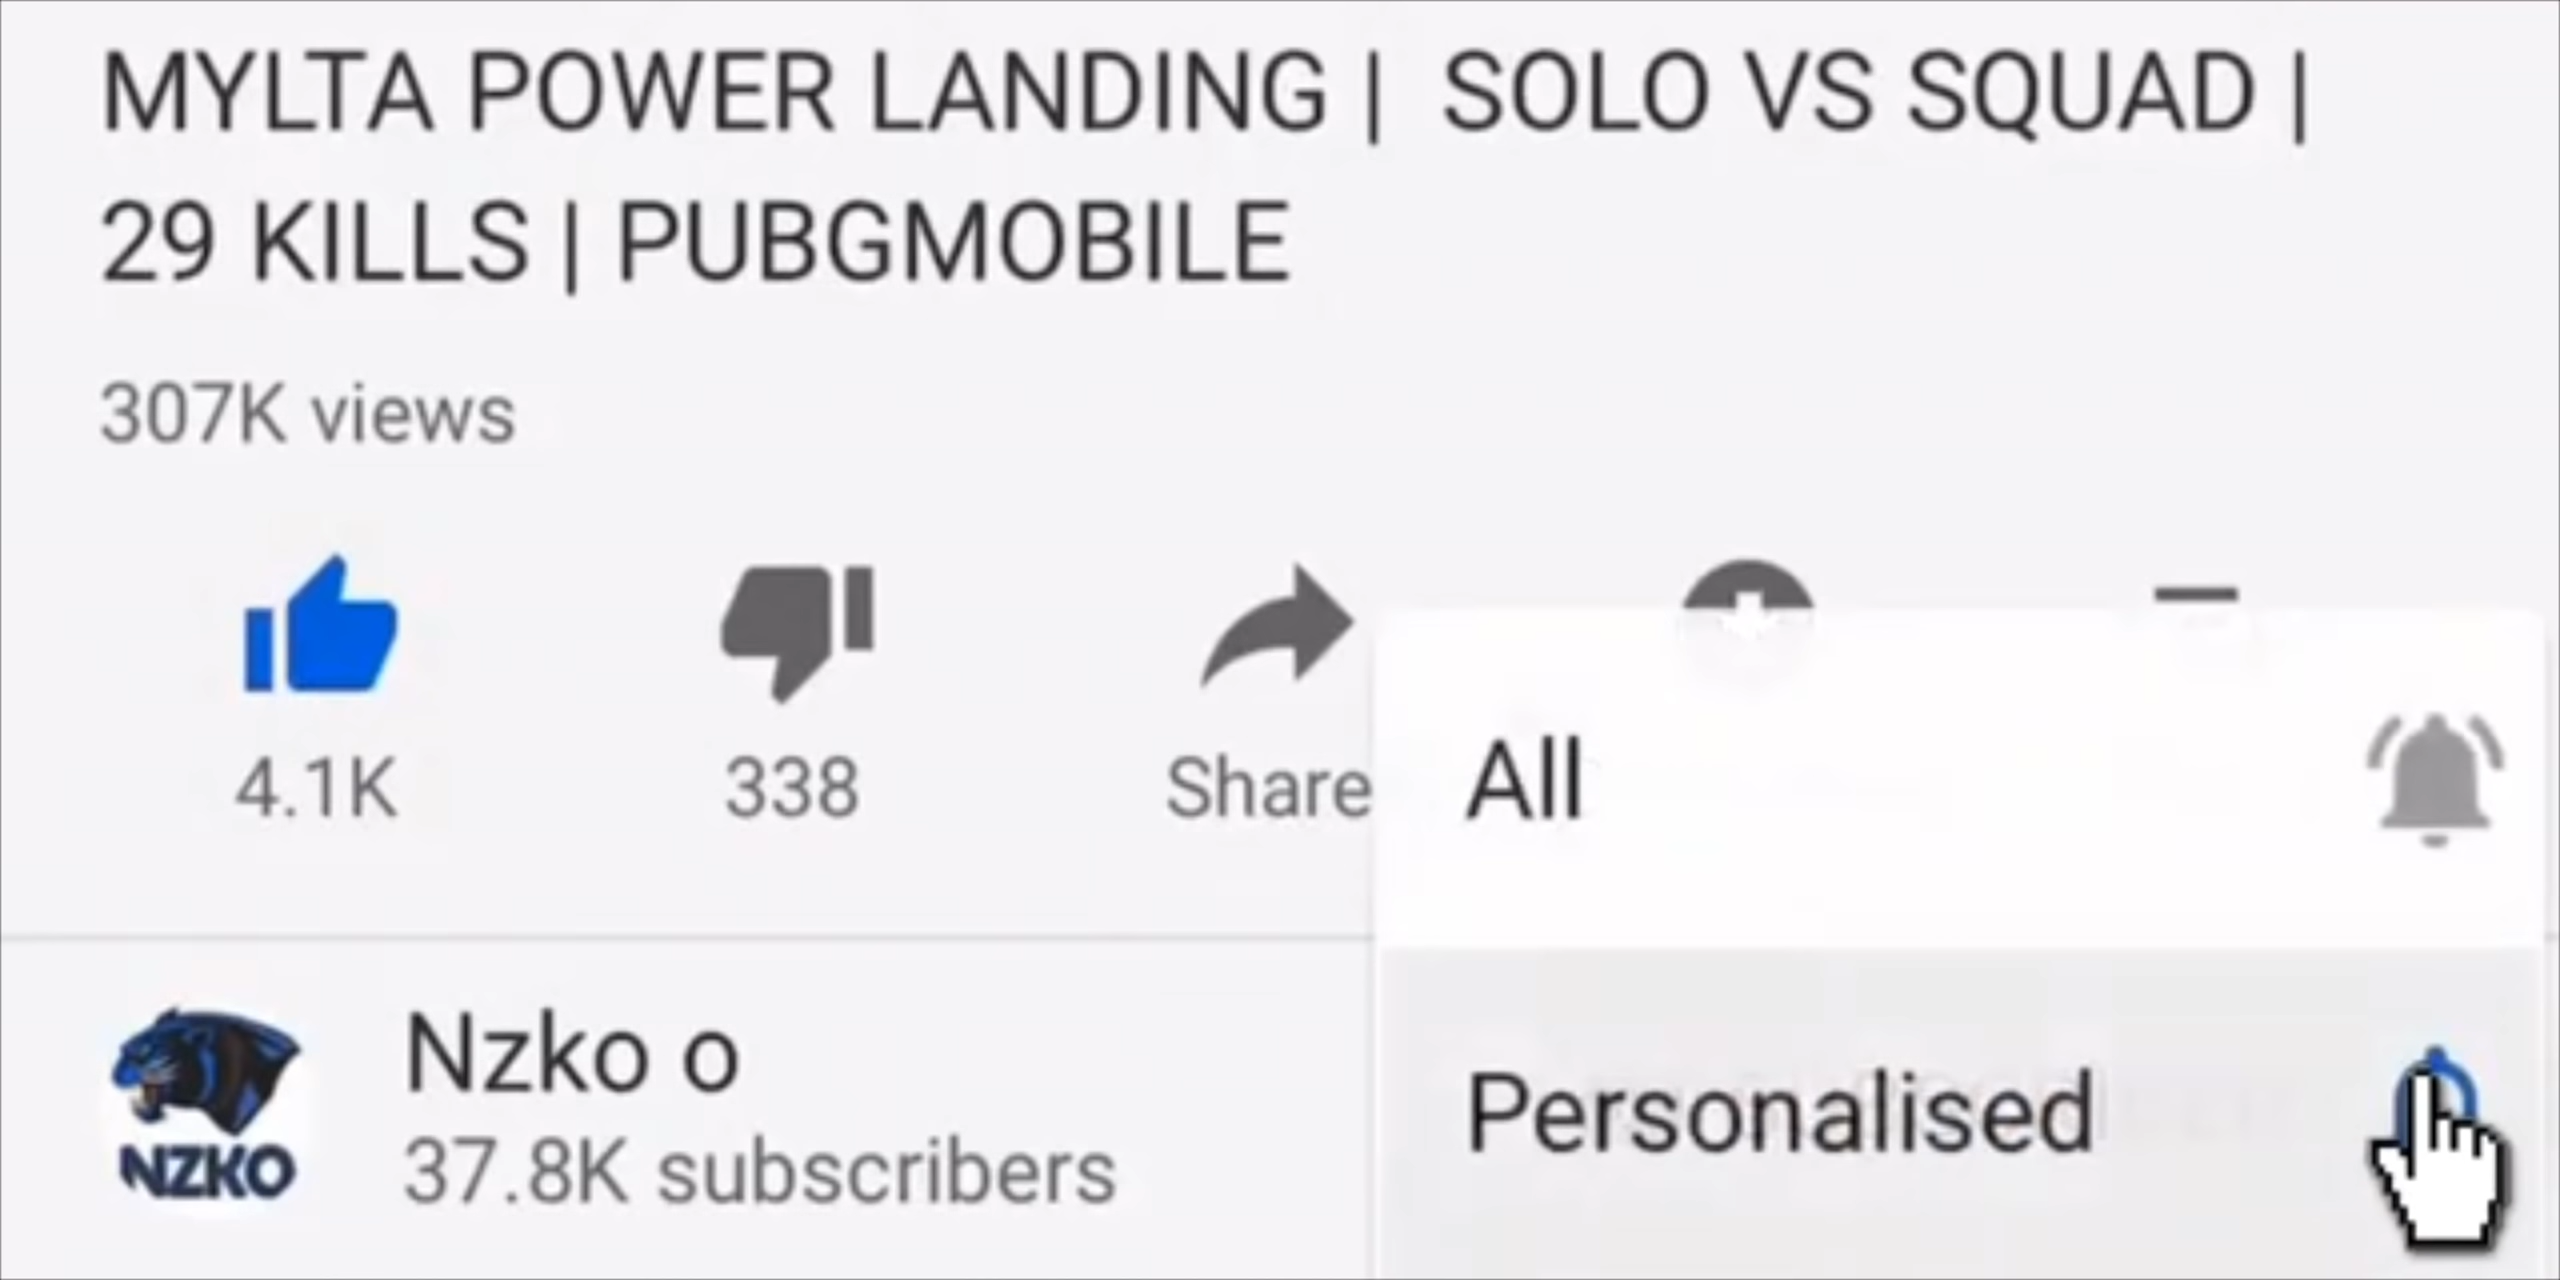 MYLTA POWER LANDING | SOLO VS SQUAD |
29 KILLS | PUBGMOBILE
307K views
4.1K
338
Share
All
Nzko o
37.8K subscribers
NZKO
Personalised